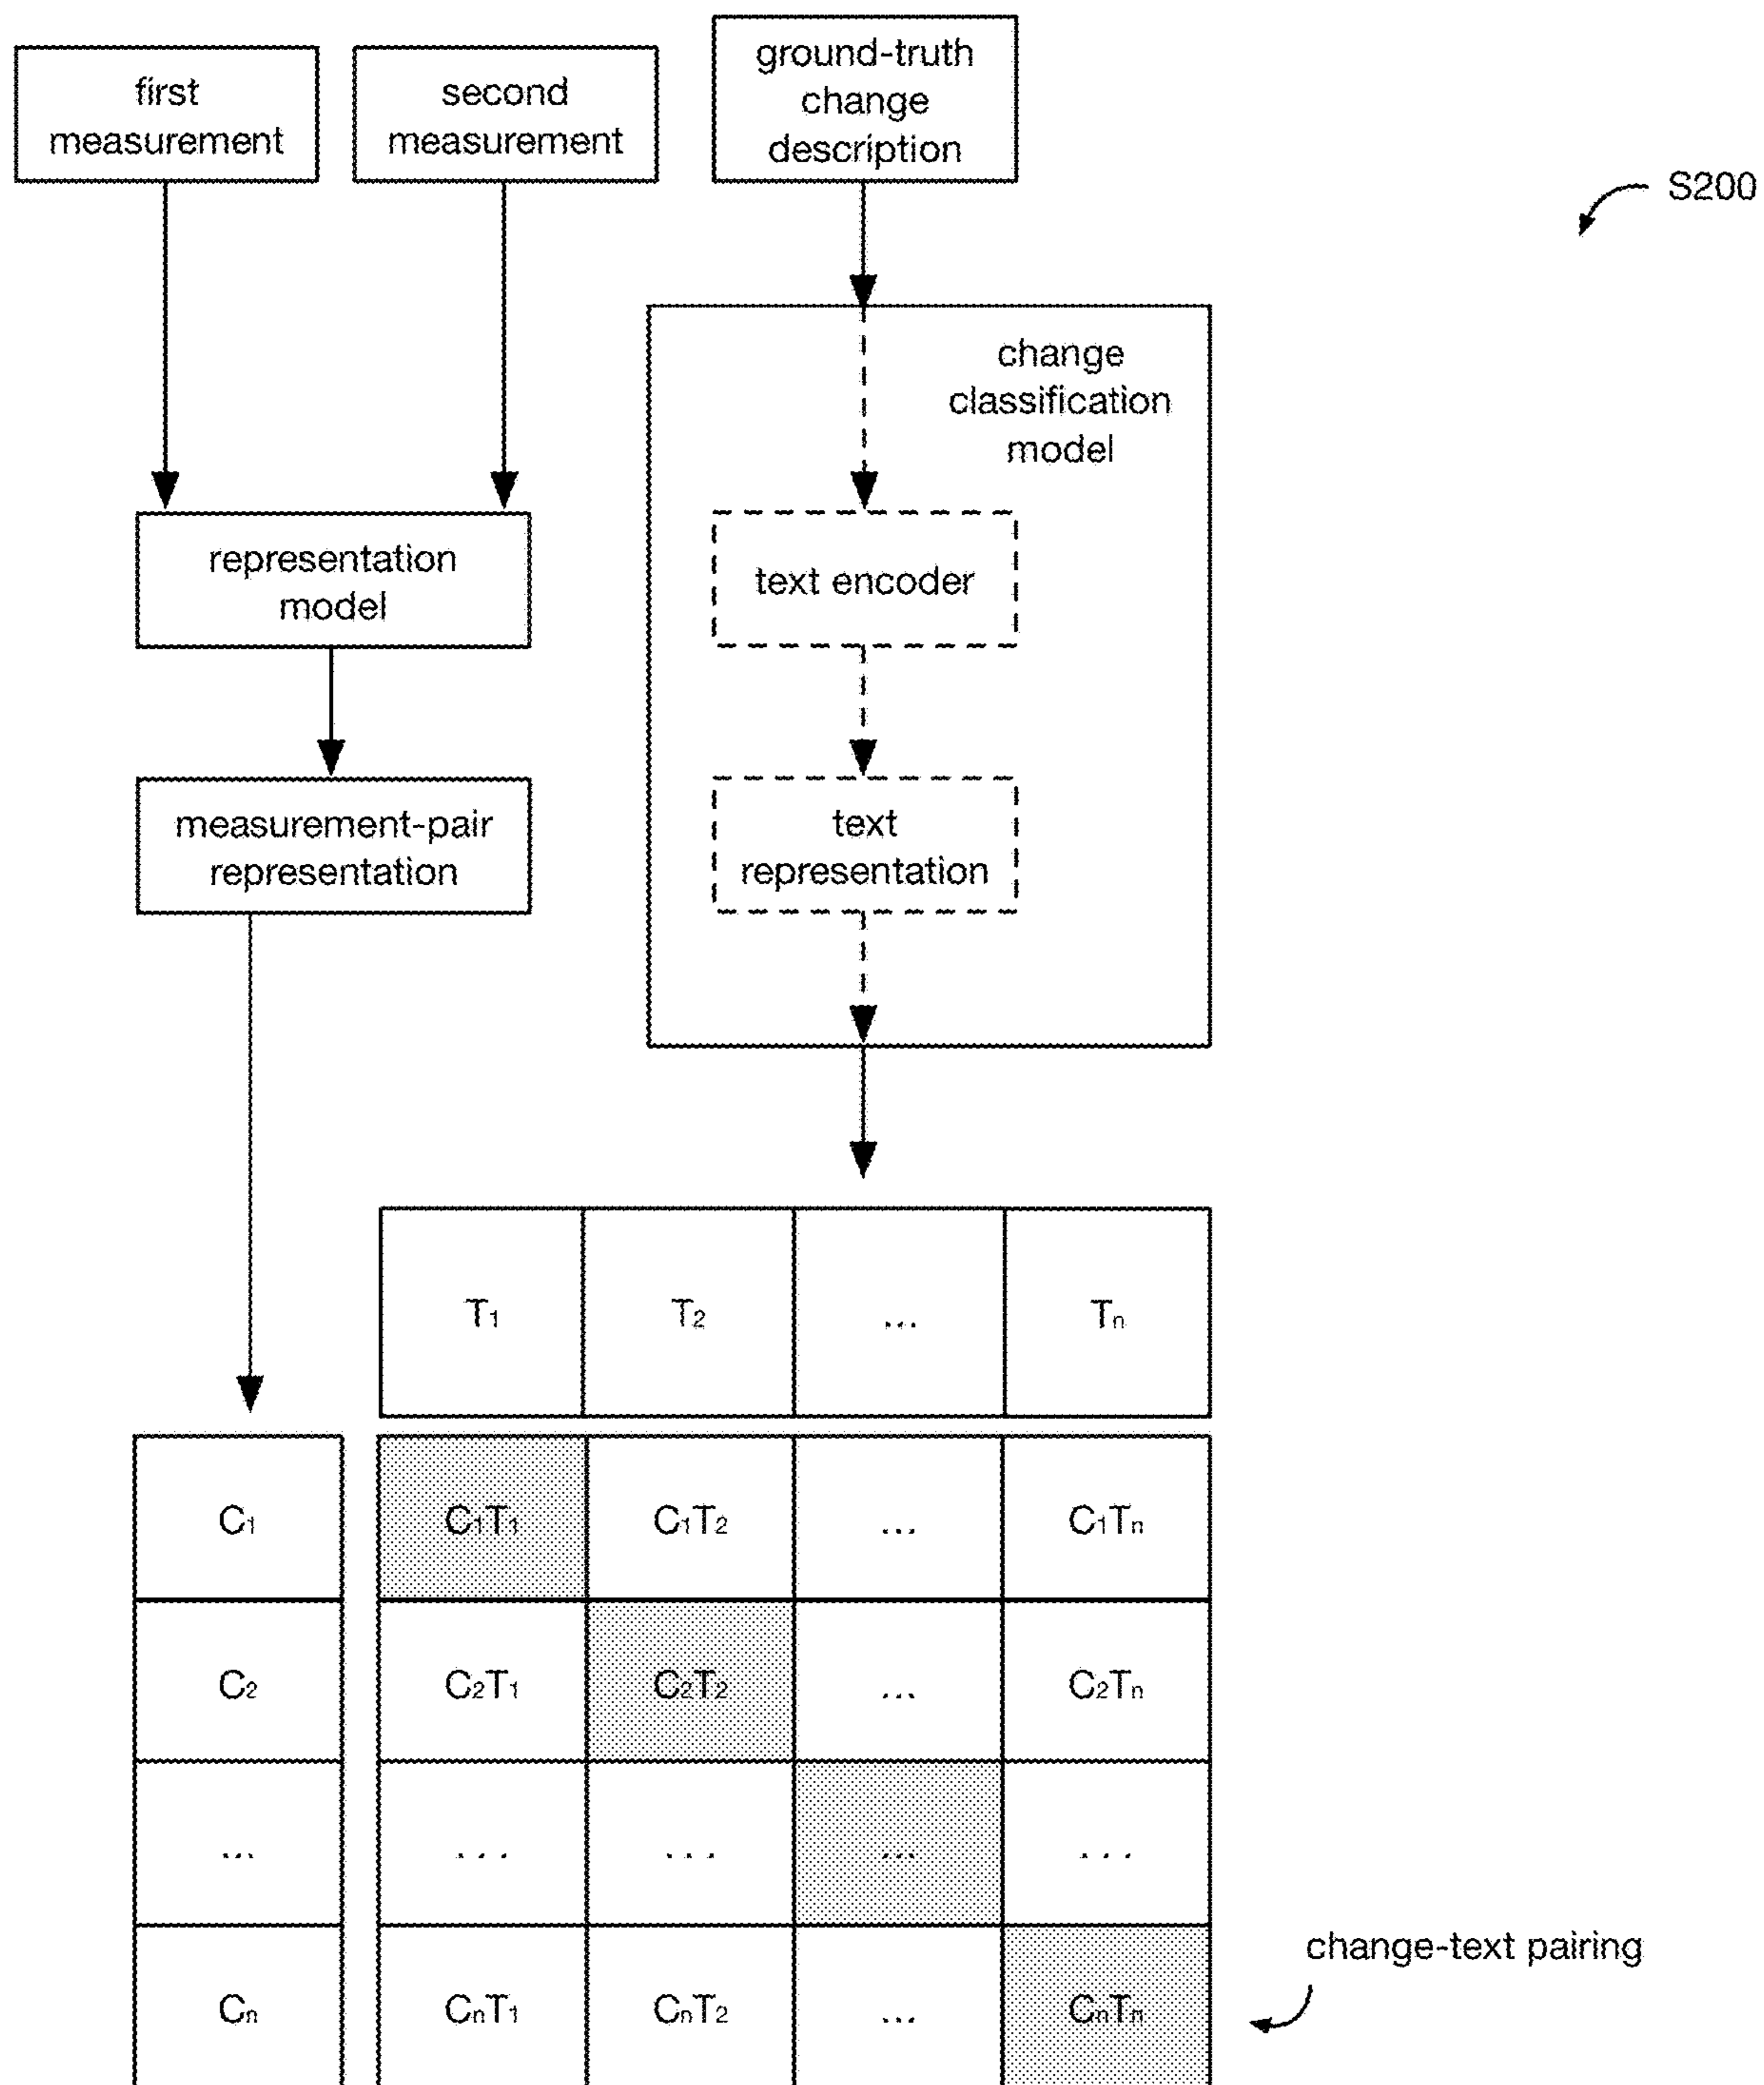 first
measurement
second
measurement
ground-truth
change
description
S200
change
classification
model
representation
model
text encoder
measurement-pair
representation
text
representation
T₁ T₂ ... Tₙ
C₁ C₁T₁ C₁T₂ ... C₁Tₙ
C₂ C₂T₁ C₂T₂ ... C₂Tₙ
... ... ... ... ...
change-text pairing
Cₙ CₙT₁ CₙT₂ ... CₙTₙ